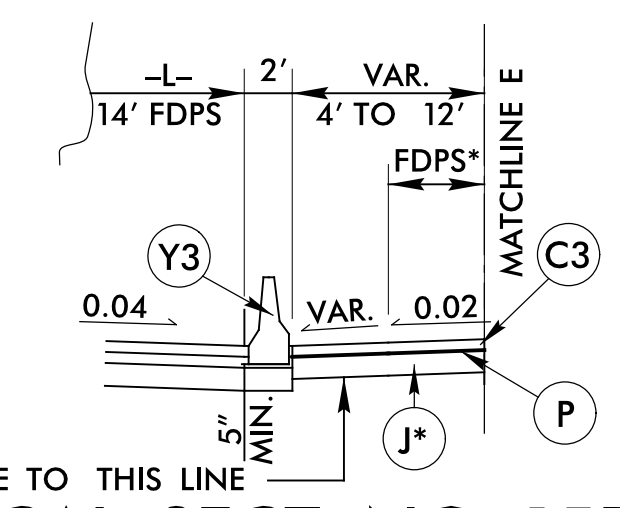 –L– 2' VAR.
14' FDPS 4' TO 12'
FDPS*
MATCHLINE E
Y3 C3
0.04 VAR. 0.02
5"
MIN.
P
J*
TO THIS LINE